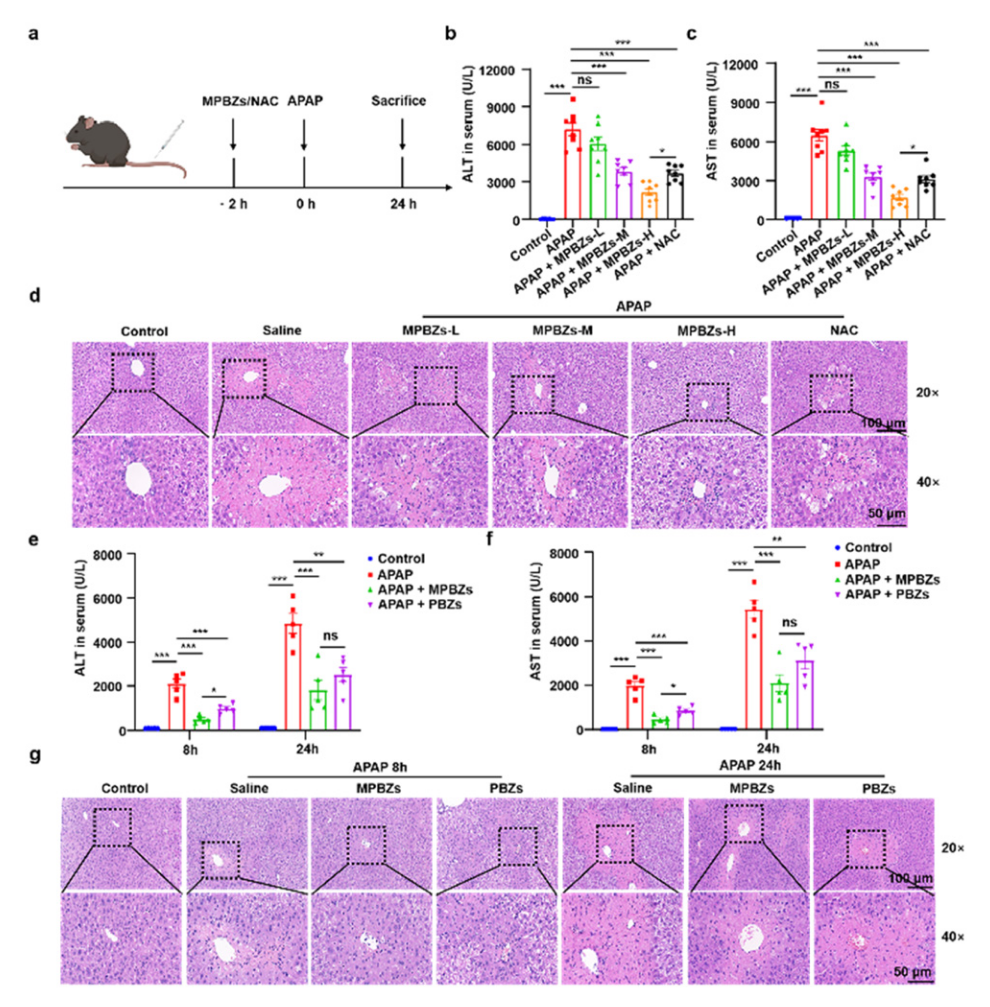 a
MPBZs/NAC APAP Sacrifice
- 2 h 0 h 24 h
b
ALT in serum (U/L)
12000
9000
6000
3000
0
***
ns
***
***
***
*
Control
APAP
APAP + MPBZs-L
APAP + MPBZs-M
APAP + MPBZs-H
APAP + NAC
c
AST in serum (U/L)
12000
9000
6000
3000
0
***
ns
***
***
***
*
Control
APAP
APAP + MPBZs-L
APAP + MPBZs-M
APAP + MPBZs-H
APAP + NAC
d
APAP
Control Saline MPBZs-L MPBZs-M MPBZs-H NAC
20×
100 μm
40×
50 μm
e
ALT in serum (U/L)
8000
6000
4000
2000
0
***
***
***
*
***
***
**
ns
8h 24h
Control
APAP
APAP + MPBZs
APAP + PBZs
f
AST in serum (U/L)
8000
6000
4000
2000
0
***
***
***
*
***
***
**
ns
8h 24h
Control
APAP
APAP + MPBZs
APAP + PBZs
g
APAP 8h APAP 24h
Control Saline MPBZs PBZs Saline MPBZs PBZs
20×
100 μm
40×
50 μm